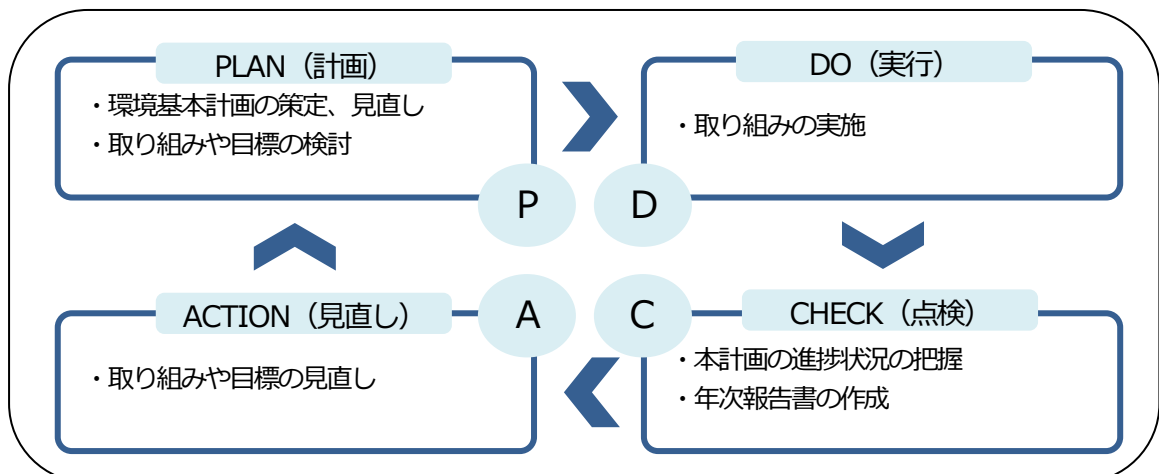 PLAN（計画）
・環境基本計画の策定、見直し
・取り組みや目標の検討
P
DO（実行）
・取り組みの実施
D
ACTION（見直し）
・取り組みや目標の見直し
A
C
CHECK（点検）
・本計画の進捗状況の把握
・年次報告書の作成